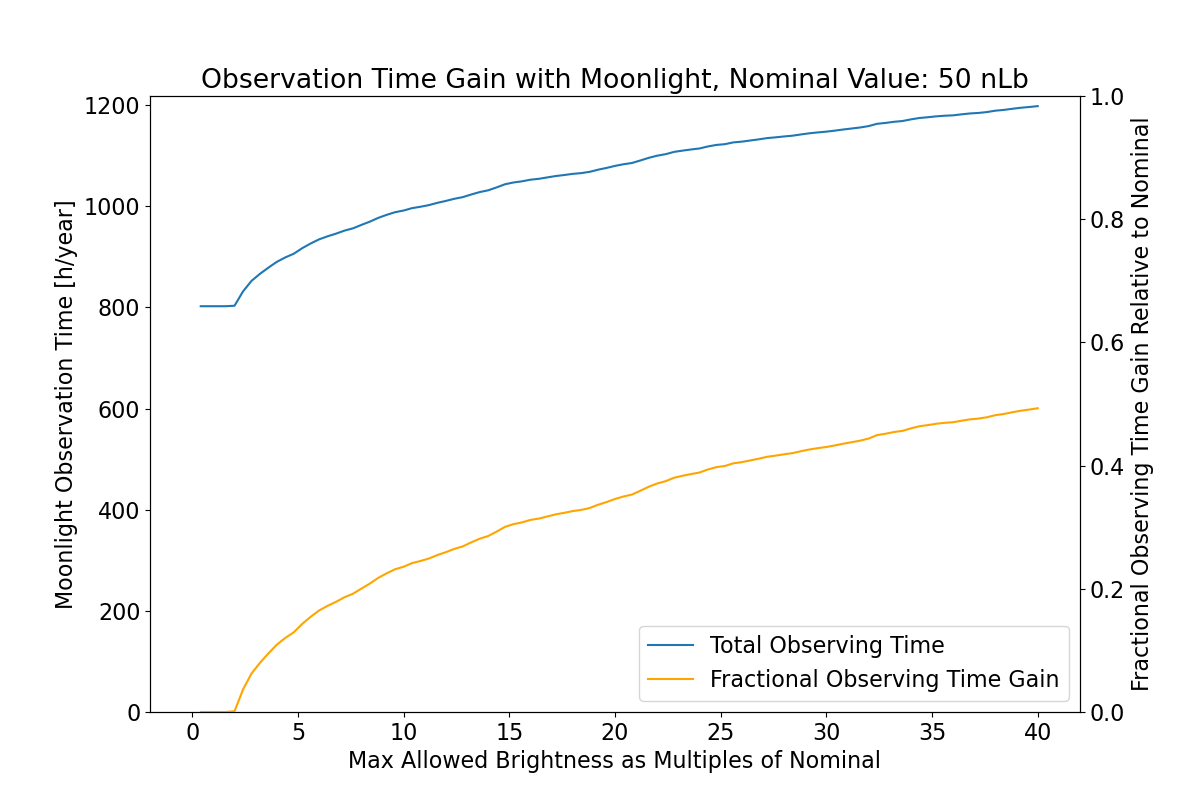 Observation Time Gain with Moonlight, Nominal Value: 50 nLb
Moonlight Observation Time [h/year]
1200
1000
800
600
400
200
0
1.0
0.8
0.6
0.4
0.2
0.0
Fractional Observing Time Gain Relative to Nominal
Total Observing Time
Fractional Observing Time Gain
0 5 10 15 20 25 30 35 40
Max Allowed Brightness as Multiples of Nominal